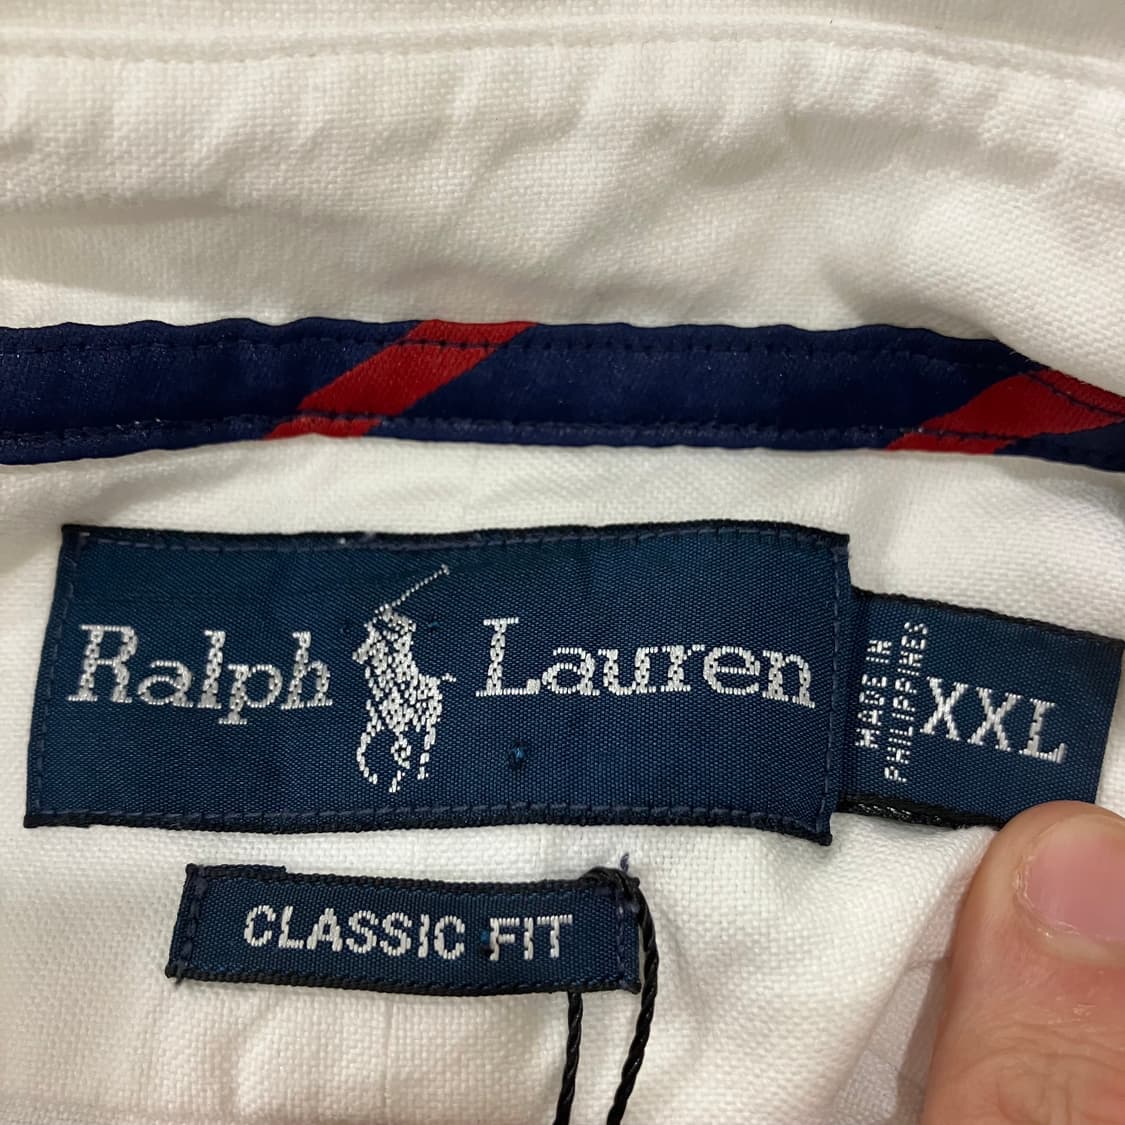 Ralph Lauren
MADE IN
PHILIPPINES
XXL
CLASSIC FIT